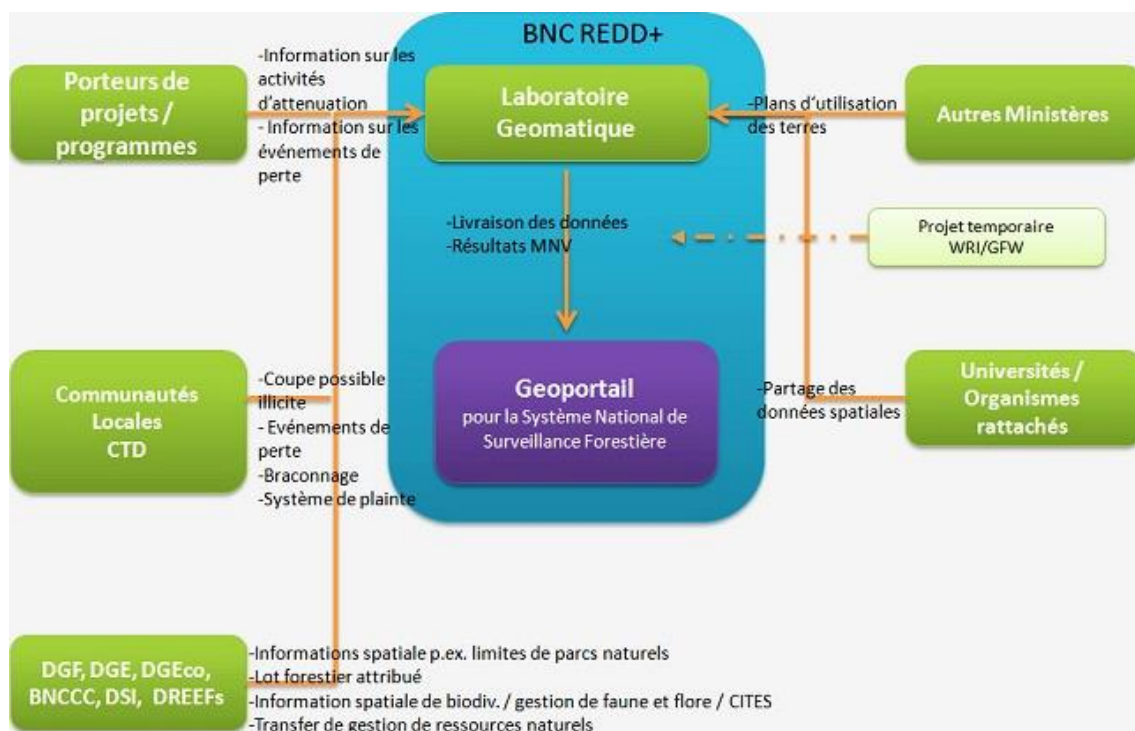 BNC REDD+
Porteurs de
projets /
programmes
-Information sur les
activités
d'attenuation
- Information sur les
événements de
perte
Laboratoire
Geomatique
-Plans d'utilisation
des terres
Autres Ministères
-Livraison des données
-Résultats MNV
Projet temporaire
WRI/GFW
Communautés
Locales
CTD
-Coupe possible
illicite
- Evénements de
perte
-Braconnage
-Système de plainte
Geoportail
pour la Système National de
Surveillance Forestière
-Partage des
données spatiales
Universités /
Organismes
rattachés
DGF, DGE, DGEco,
BNCCC, DSI, DREEFs
-Informations spatiale p.ex. limites de parcs naturels
-Lot forestier attribué
-Information spatiale de biodiv. / gestion de faune et flore / CITES
-Transfer de gestion de ressources naturels